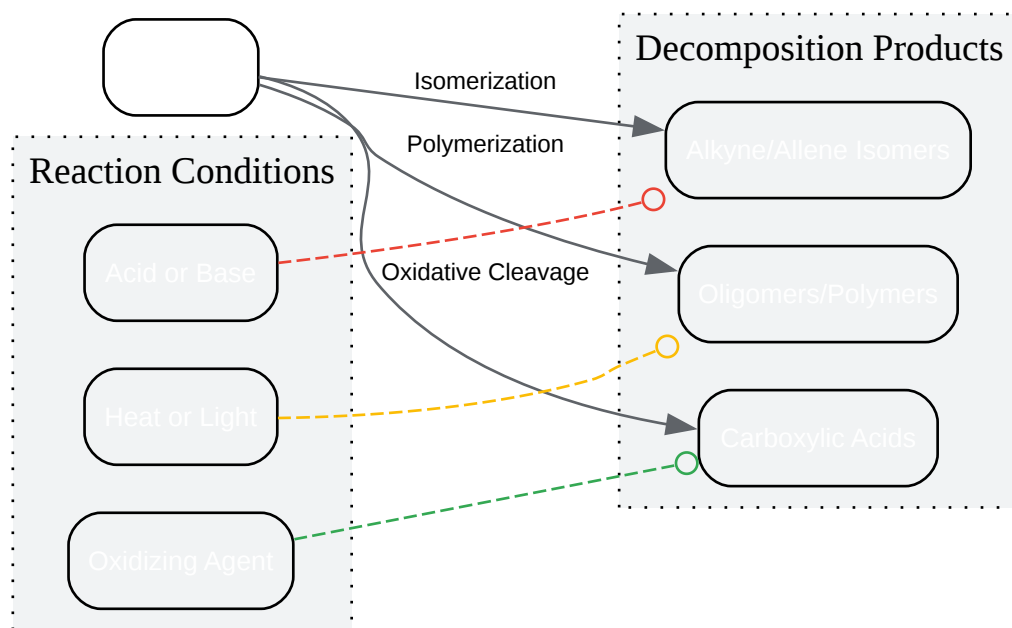 Decomposition Products
Isomerization
Alkyne/Allene Isomers
Polymerization
Reaction Conditions
Acid or Base
Oxidative Cleavage
Oligomers/Polymers
Heat or Light
Carboxylic Acids
Oxidizing Agent